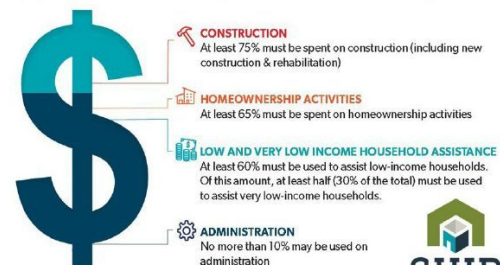 CONSTRUCTION
At least 75% must be spent on construction (including new
construction & rehabilitation)
HOMEOWNERSHIP ACTIVITIES
At least 65% must be spent on homeownership activities
LOW AND VERY LOW INCOME HOUSEHOLD ASSISTANCE
At least 60% must be used to assist low-income households.
Of this amount, at least half (30% of the total) must be used
to assist very low-income households.
ADMINISTRATION
No more than 10% may be used on
administration